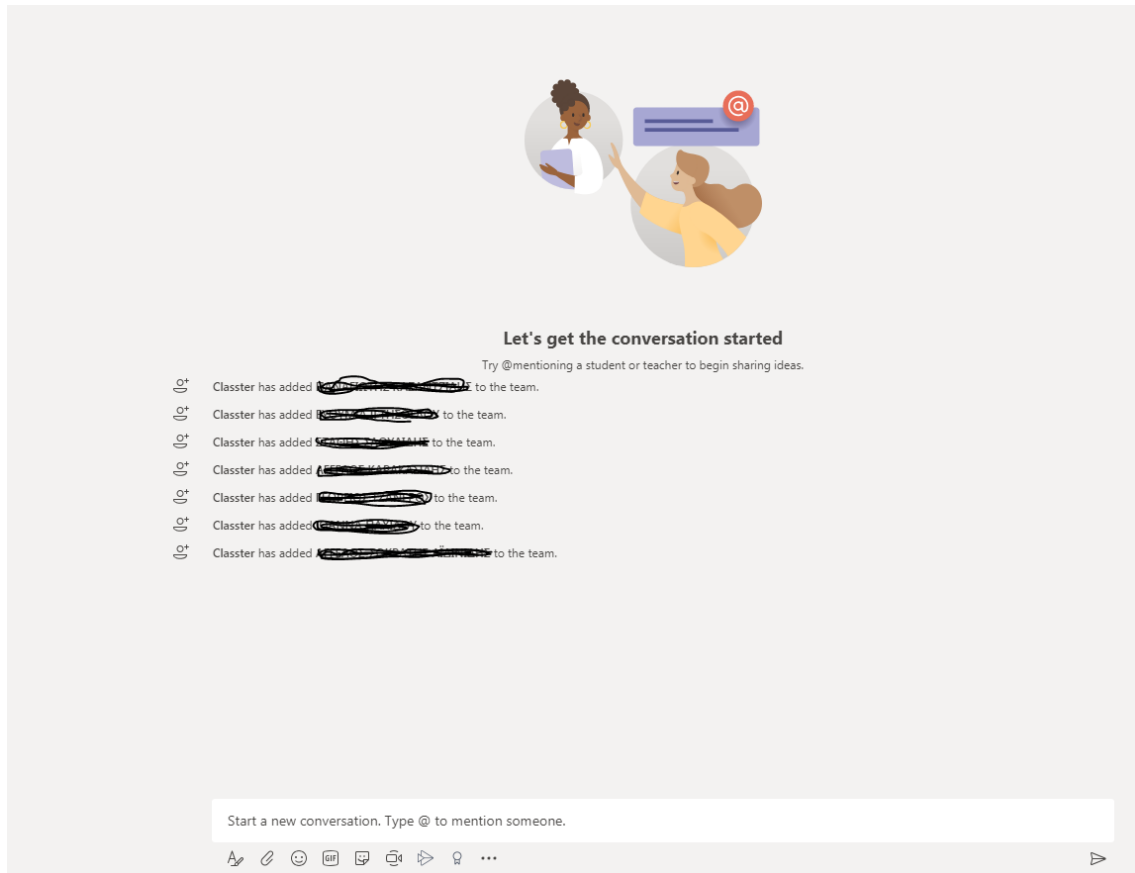 @
Let's get the conversation started
Try @mentioning a student or teacher to begin sharing ideas.
Classter has added to the team.
Classter has added to the team.
Classter has added to the team.
Classter has added to the team.
Classter has added to the team.
Classter has added to the team.
Classter has added to the team.
Start a new conversation. Type @ to mention someone.
GIF